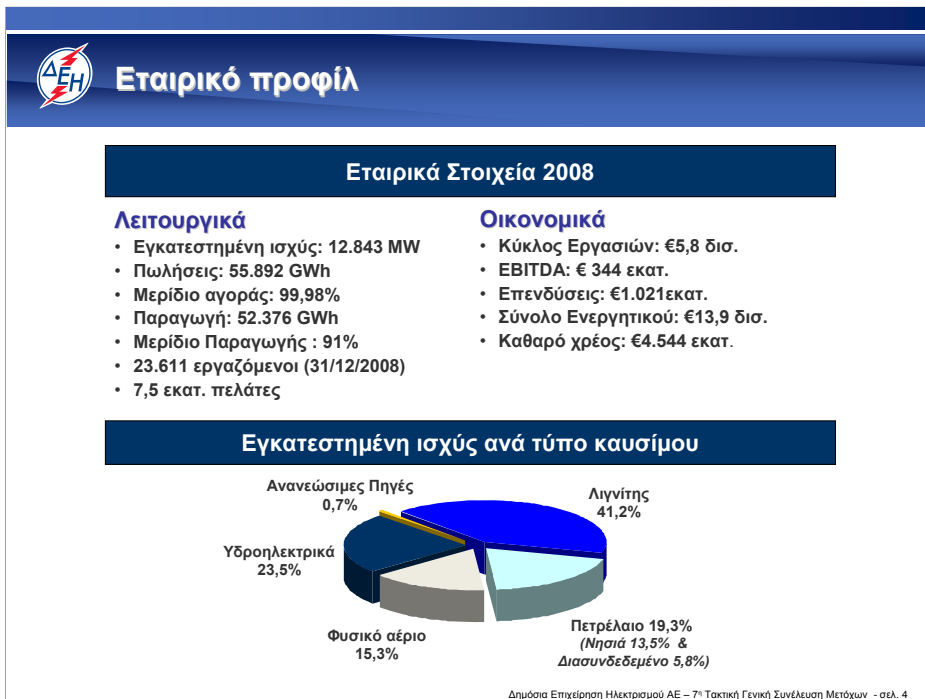 ΔΕΗ
Εταιρικό προφίλ
Εταιρικά Στοιχεία 2008
Λειτουργικά
• Εγκατεστημένη ισχύς: 12.843 MW
• Πωλήσεις: 55.892 GWh
• Μερίδιο αγοράς: 99,98%
• Παραγωγή: 52.376 GWh
• Μερίδιο Παραγωγής : 91%
• 23.611 εργαζόμενοι (31/12/2008)
• 7,5 εκατ. πελάτες
Οικονομικά
• Κύκλος Εργασιών: €5,8 δισ.
• EBITDA: € 344 εκατ.
• Επενδύσεις: €1.021εκατ.
• Σύνολο Ενεργητικού: €13,9 δισ.
• Καθαρό χρέος: €4.544 εκατ.
Εγκατεστημένη ισχύς ανά τύπο καυσίμου
Ανανεώσιμες Πηγές
0,7%
Λιγνίτης
41,2%
Υδροηλεκτρικά
23,5%
Φυσικό αέριο
15,3%
Πετρέλαιο 19,3%
(Νησιά 13,5% &
Διασυνδεδεμένο 5,8%)
Δημόσια Επιχείρηση Ηλεκτρισμού ΑΕ – 7η Τακτική Γενική Συνέλευση Μετόχων - σελ. 4